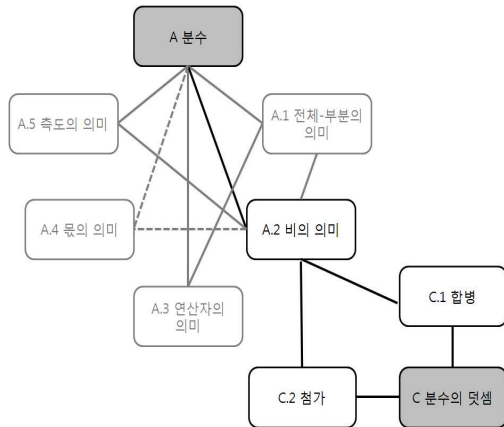 A 분수
A.5 측도의 의미
A.1 전체-부분의
의미
A.4 몫의 의미
A.2 비의 의미
A.3 연산자의
의미
C.1 합병
C.2 첨가
C 분수의 덧셈